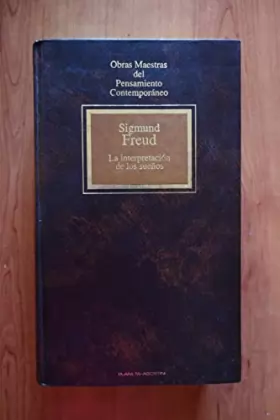 Obras Maestras
del
Pensamiento
Contemporáneo
Sigmund
Freud
La interpretación
de los sueños